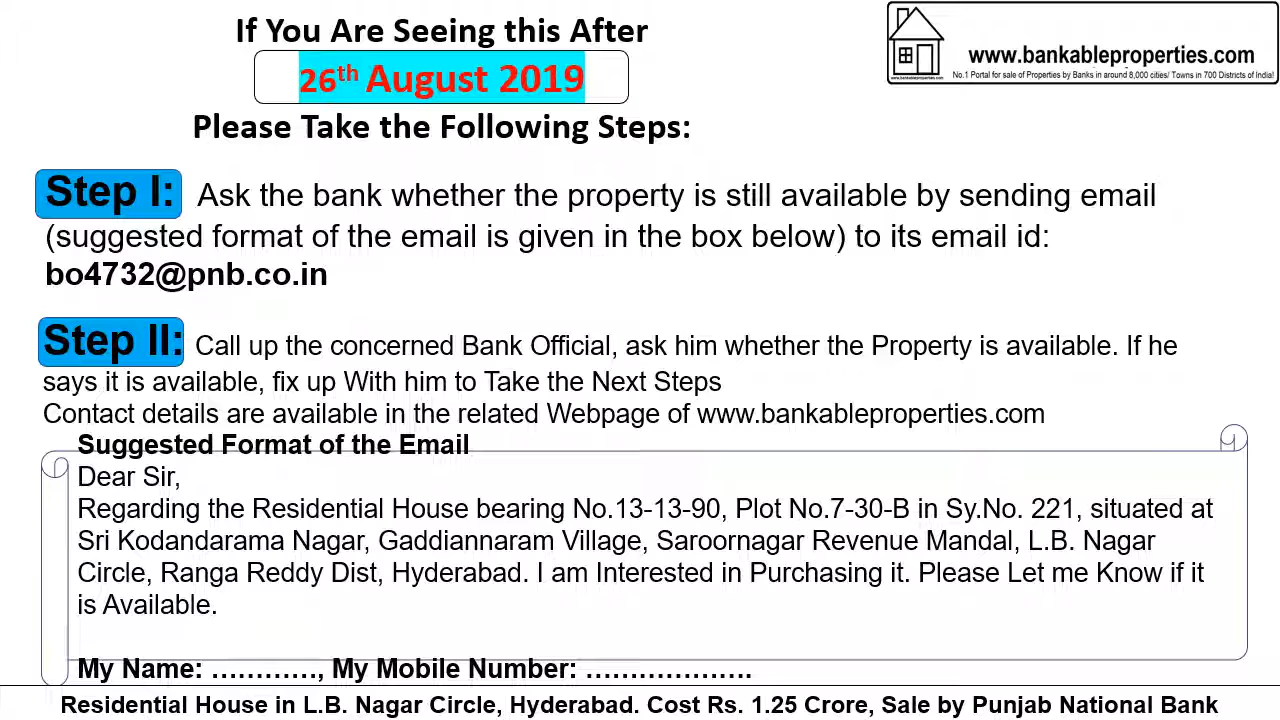 If You Are Seeing this After
26th August 2019
Please Take the Following Steps:
www.bankableproperties.com
No.1 Portal for sale of Properties by Banks in around 8,000 cities/ Towns in 700 Districts of India!
Step I: Ask the bank whether the property is still available by sending email
(suggested format of the email is given in the box below) to its email id:
bo4732@pnb.co.in
Step II: Call up the concerned Bank Official, ask him whether the Property is available. If he
says it is available, fix up With him to Take the Next Steps
Contact details are available in the related Webpage of www.bankableproperties.com
Suggested Format of the Email
Dear Sir,
Regarding the Residential House bearing No.13-13-90, Plot No.7-30-B in Sy.No. 221, situated at
Sri Kodandarama Nagar, Gaddiannaram Village, Saroornagar Revenue Mandal, L.B. Nagar
Circle, Ranga Reddy Dist, Hyderabad. I am Interested in Purchasing it. Please Let me Know if it
is Available.
My Name: …………, My Mobile Number: ……………….
Residential House in L.B. Nagar Circle, Hyderabad. Cost Rs. 1.25 Crore, Sale by Punjab National Bank